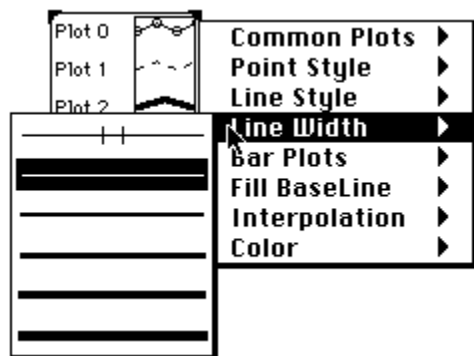 Plot 0
Plot 1
Plot 2
Common Plots
Point Style
Line Style
Line Width
Bar Plots
Fill BaseLine
Interpolation
Color